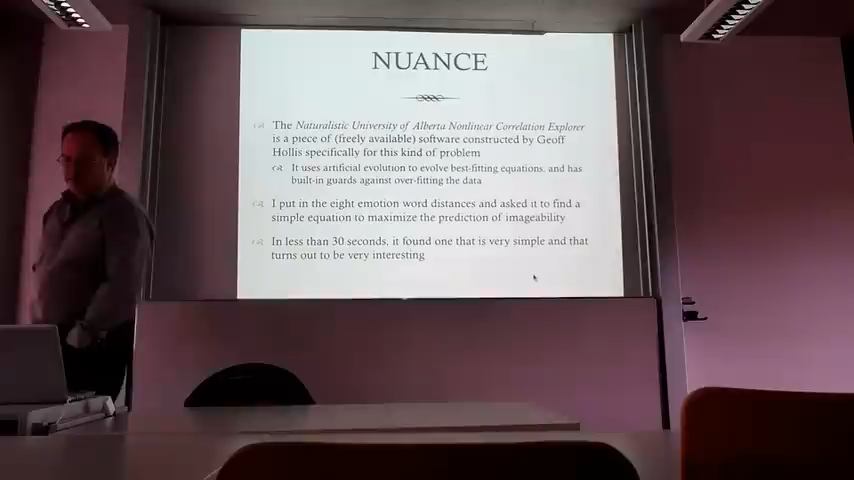 NUANCE
The Naturalistic University of Alberta Nonlinear Correlation Explorer
is a piece of (freely available) software constructed by Geoff
Hollis specifically for this kind of problem
It uses artificial evolution to evolve best-fitting equations, and has
built-in guards against over-fitting the data
I put in the eight emotion word distances and asked it to find a
simple equation to maximize the prediction of imageability
In less than 30 seconds, it found one that is very simple and that
turns out to be very interesting